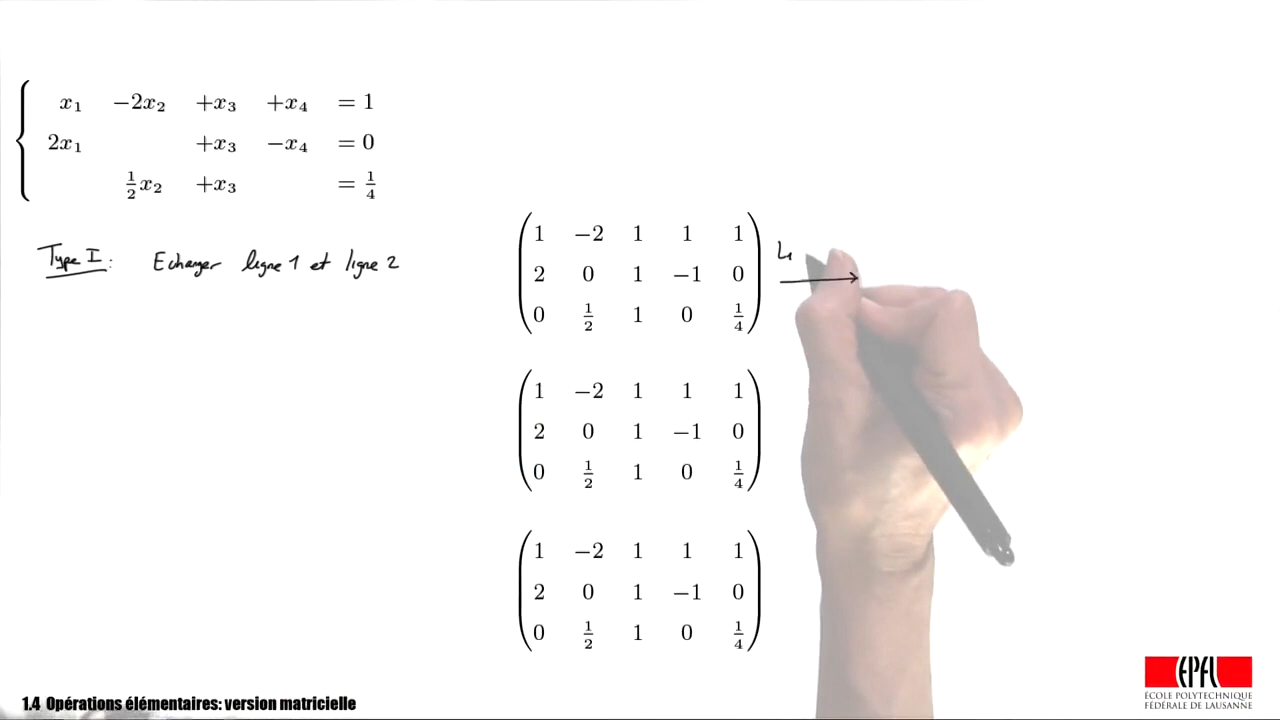 x₁ −2x₂ +x₃ +x₄ = 1
2x₁ +x₃ −x₄ = 0
½x₂ +x₃ = ¼
Type I: Echanger ligne 1 et ligne 2
1 −2 1 1 1
2 0 1 −1 0
0 ½ 1 0 ¼
1 −2 1 1 1
2 0 1 −1 0
0 ½ 1 0 ¼
1 −2 1 1 1
2 0 1 −1 0
0 ½ 1 0 ¼
1.4 Opérations élémentaires: version matricielle
EPFL
ÉCOLE POLYTECHNIQUE
FÉDÉRALE DE LAUSANNE